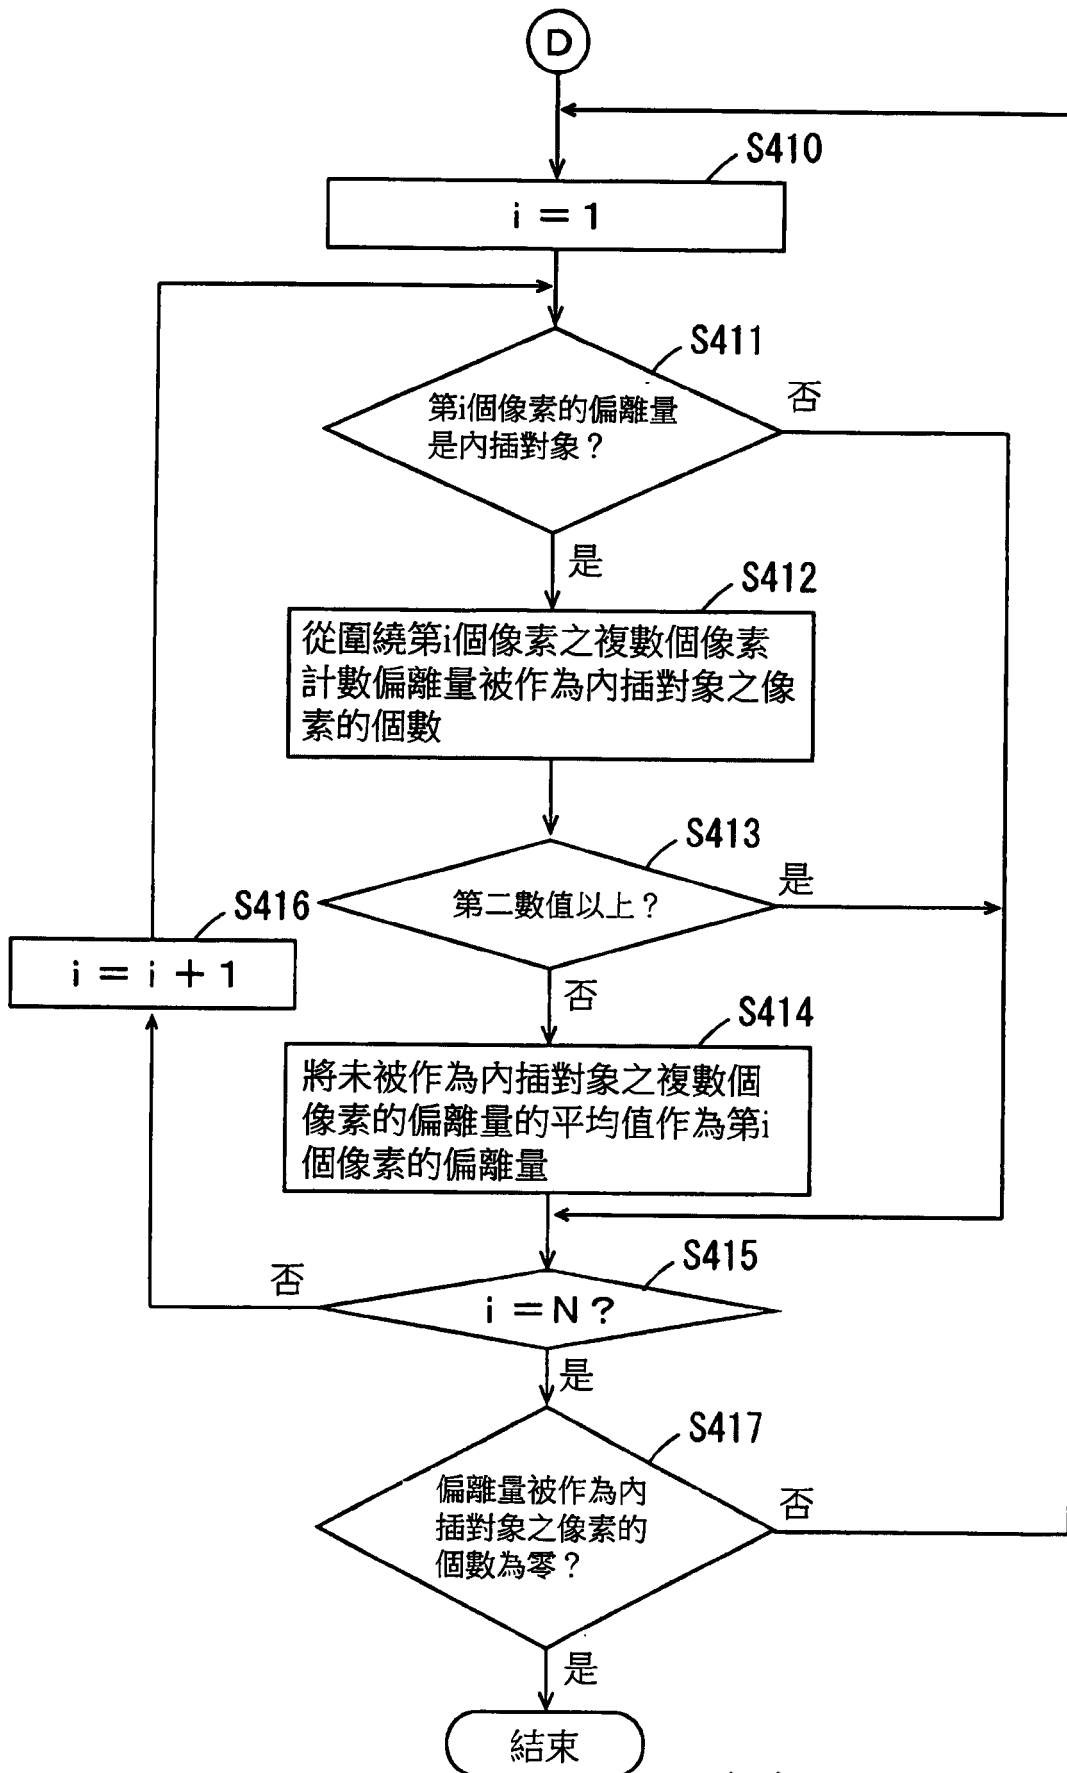 D
S410
i = 1
S411
第i個像素的偏離量
是內插對象？
否
是
S412
從圍繞第i個像素之複數個像素
計數偏離量被作為內插對象之像
素的個數
S413
第二數值以上？
是
S416
i = i + 1
否
S414
將未被作為內插對象之複數個
像素的偏離量的平均值作為第i
個像素的偏離量
S415
否
i = N ?
是
S417
偏離量被作為內
插對象之像素的
個數為零？
否
是
結束